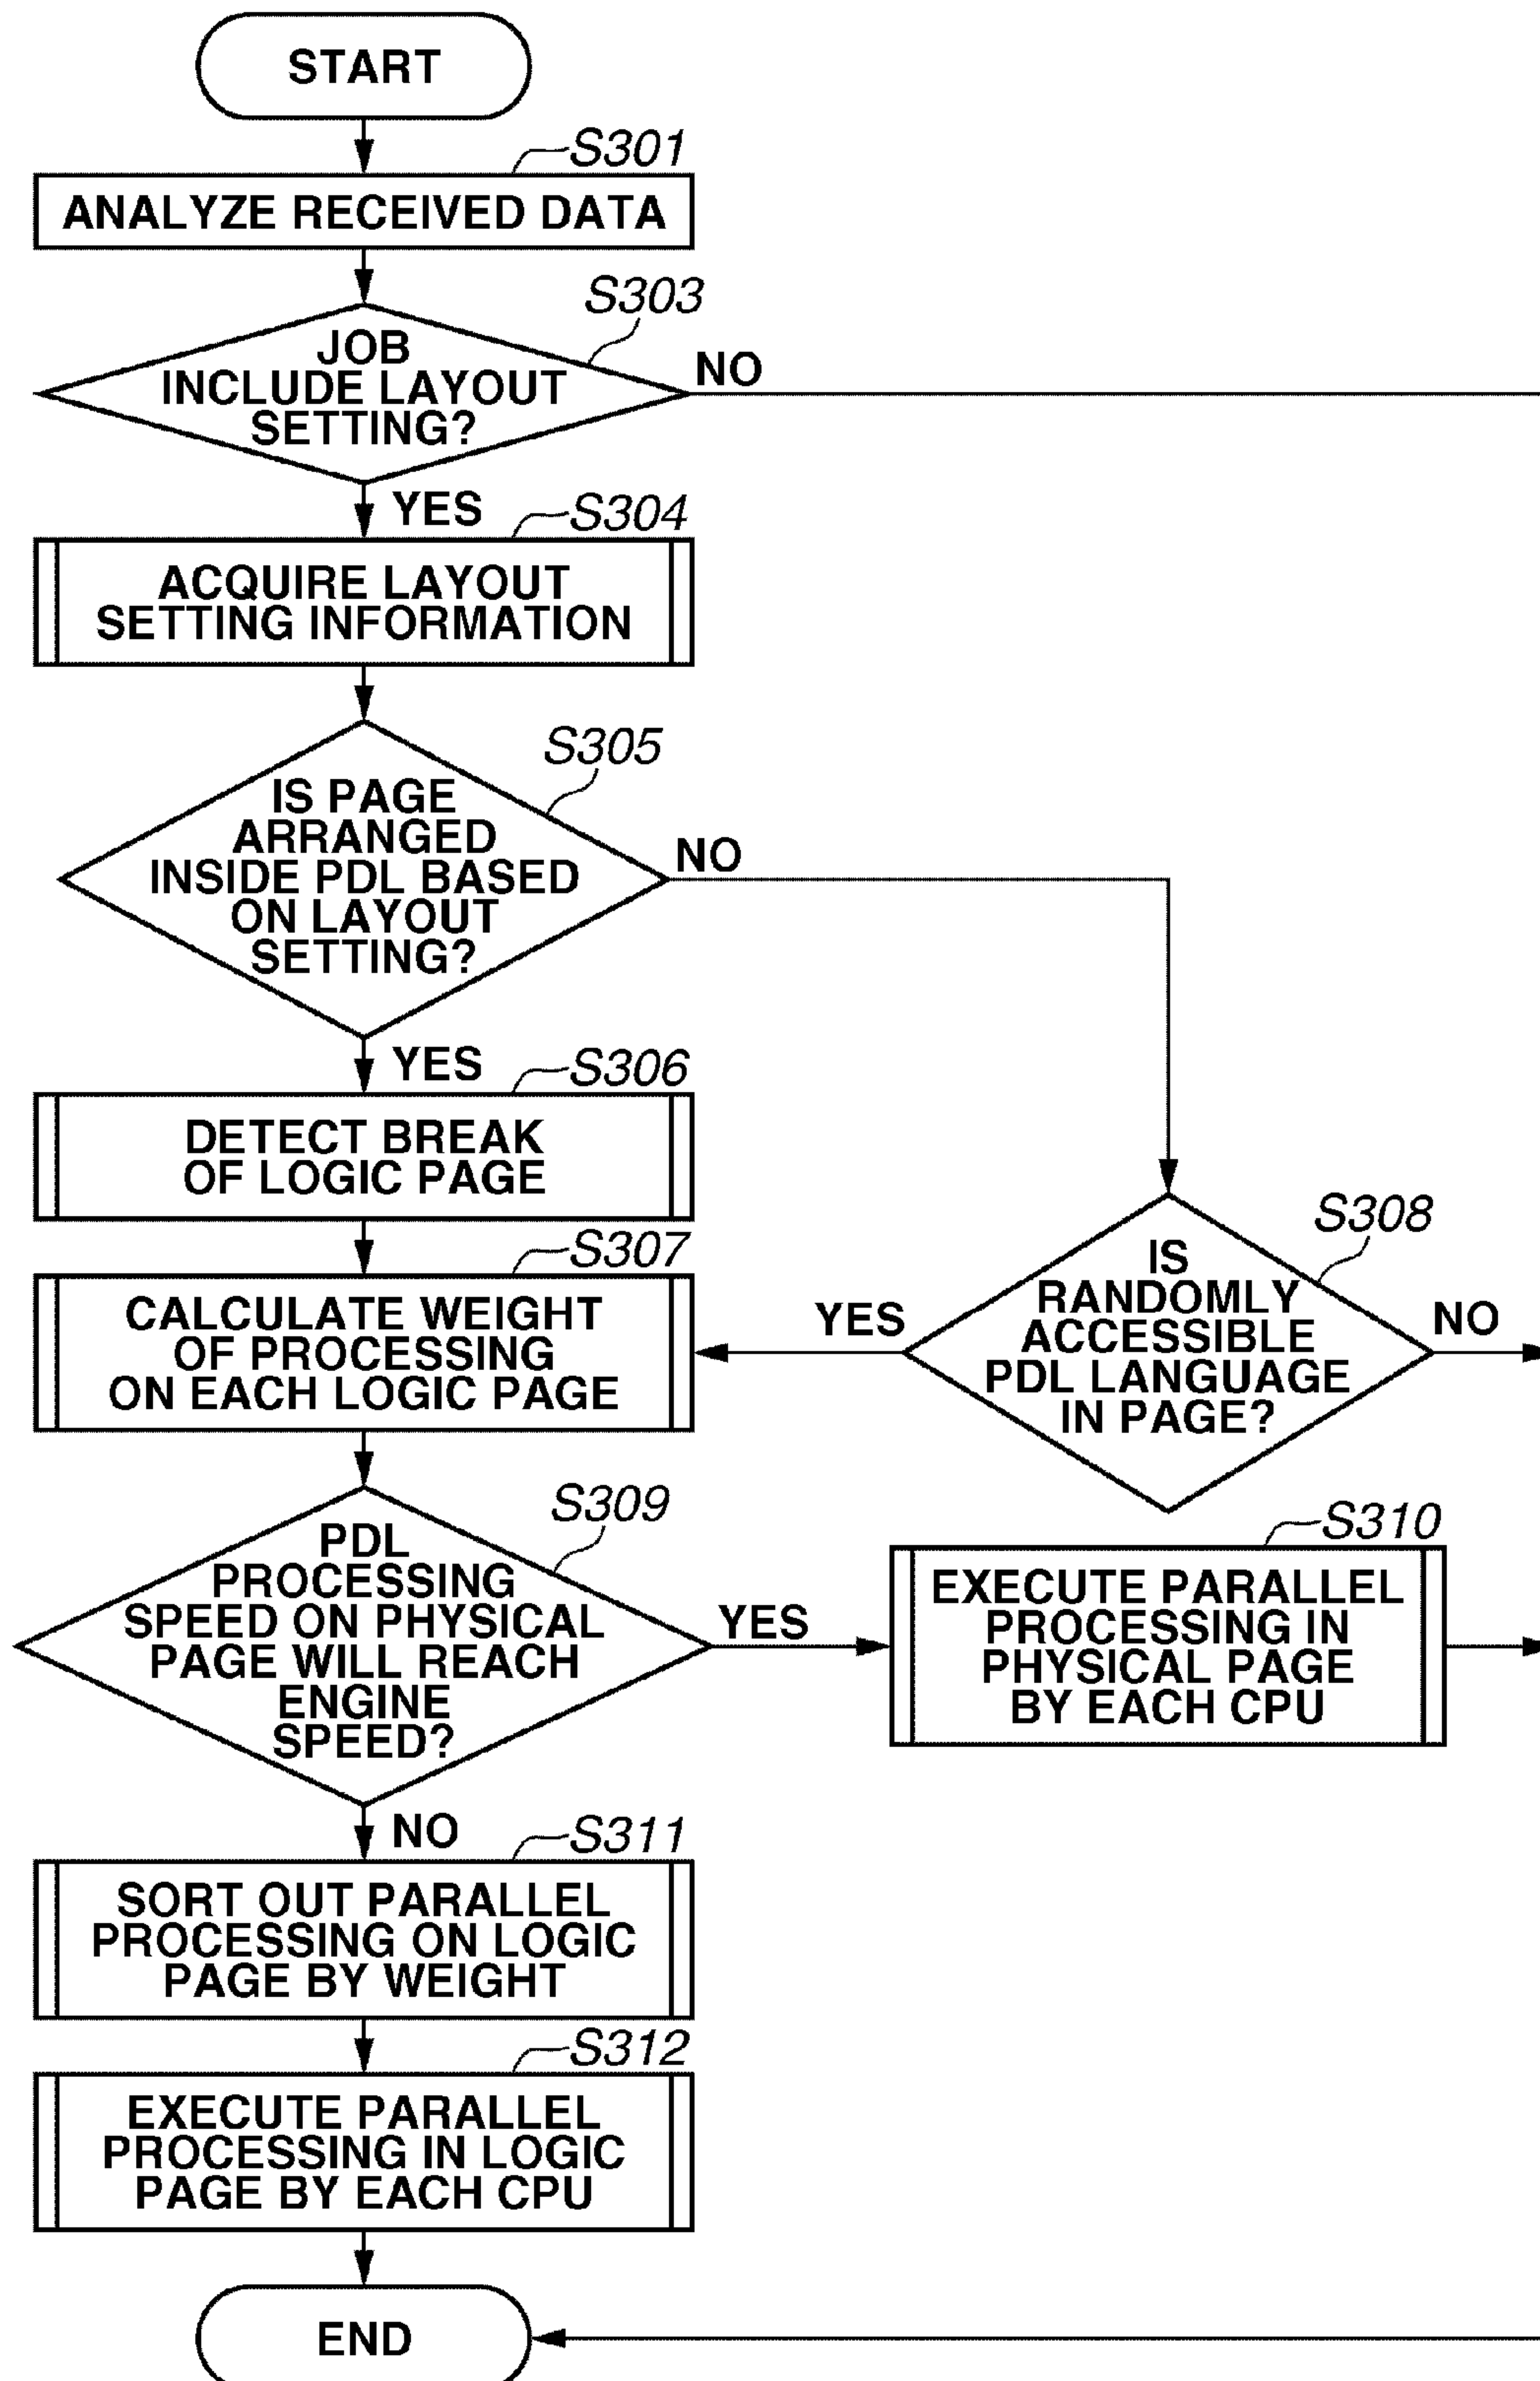 START
S301
ANALYZE RECEIVED DATA
S303
JOB
INCLUDE LAYOUT
SETTING?
NO
YES
S304
ACQUIRE LAYOUT
SETTING INFORMATION
S305
IS PAGE
ARRANGED
INSIDE PDL BASED
ON LAYOUT
SETTING?
NO
YES
S306
DETECT BREAK
OF LOGIC PAGE
S307
CALCULATE WEIGHT
OF PROCESSING
ON EACH LOGIC PAGE
S308
IS
RANDOMLY
ACCESSIBLE
PDL LANGUAGE
IN PAGE?
YES
NO
S309
PDL
PROCESSING
SPEED ON PHYSICAL
PAGE WILL REACH
ENGINE
SPEED?
YES
S310
EXECUTE PARALLEL
PROCESSING IN
PHYSICAL PAGE
BY EACH CPU
NO
S311
SORT OUT PARALLEL
PROCESSING ON LOGIC
PAGE BY WEIGHT
S312
EXECUTE PARALLEL
PROCESSING IN LOGIC
PAGE BY EACH CPU
END